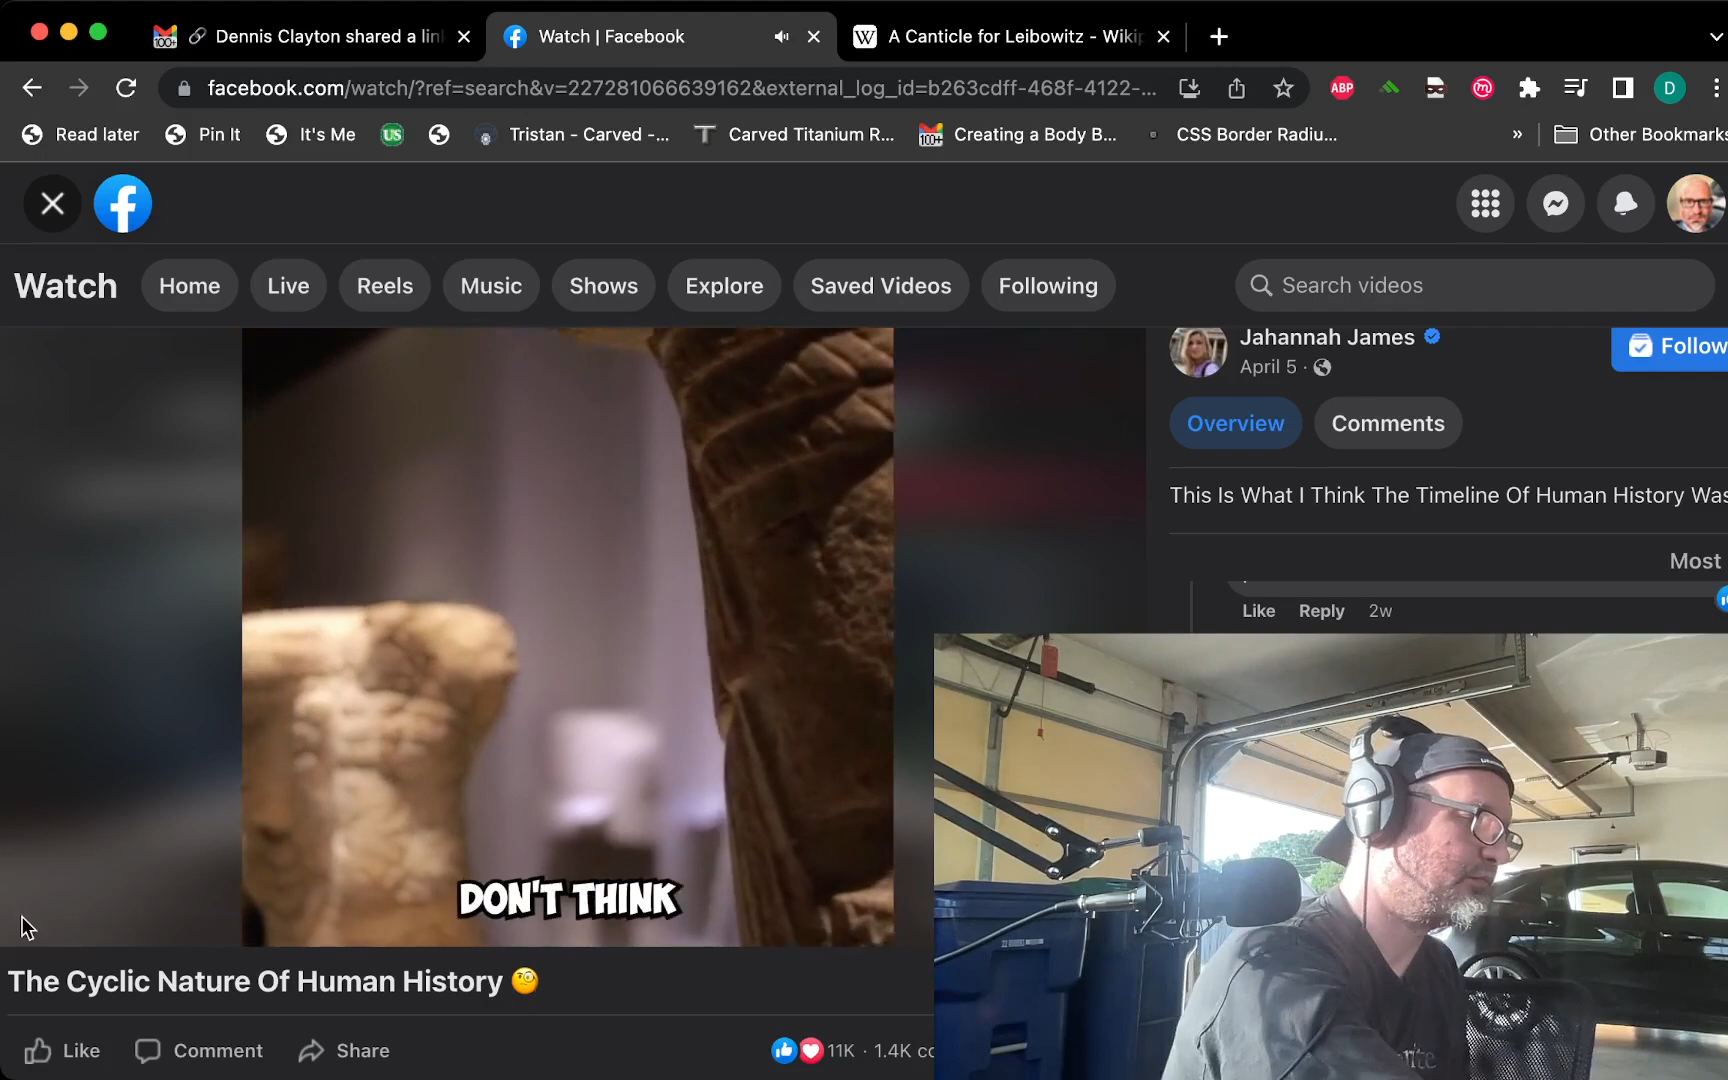 Dennis Clayton shared a lin
Watch | Facebook
A Canticle for Leibowitz - Wikip
facebook.com/watch/?ref=search&v=227281066639162&external_log_id=b263cdff-468f-4122-...
ABP
D
Read later
Pin It
It's Me
US
Tristan - Carved -...
Carved Titanium R...
100+
Creating a Body B...
CSS Border Radiu...
»
Other Bookmarks
Watch
Home
Live
Reels
Music
Shows
Explore
Saved Videos
Following
Search videos
Jahannah James
April 5 ·
Follow
Overview
Comments
This Is What I Think The Timeline Of Human History Was
Most
Like
Reply
2w
DON'T THINK
The Cyclic Nature Of Human History
Like
Comment
Share
11K · 1.4K co